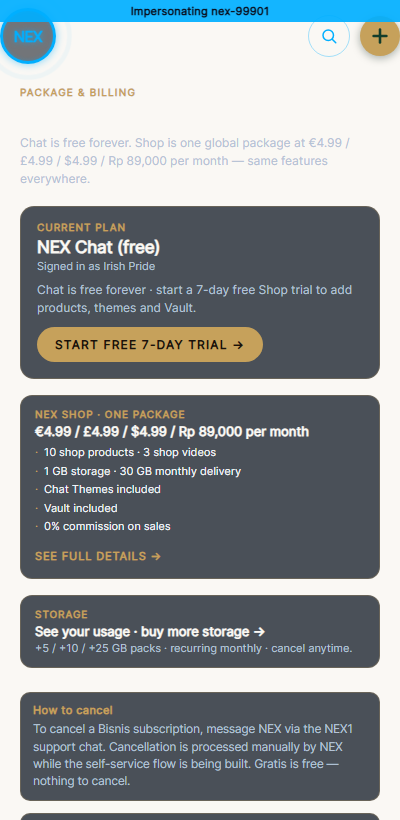 Impersonating nex-99901
NEX
PACKAGE & BILLING
Chat is free forever. Shop is one global package at €4.99 /
£4.99 / $4.99 / Rp 89,000 per month — same features
everywhere.
CURRENT PLAN
NEX Chat (free)
Signed in as Irish Pride
Chat is free forever · start a 7-day free Shop trial to add
products, themes and Vault.
START FREE 7-DAY TRIAL →
NEX SHOP · ONE PACKAGE
€4.99 / £4.99 / $4.99 / Rp 89,000 per month
· 10 shop products · 3 shop videos
· 1 GB storage · 30 GB monthly delivery
· Chat Themes included
· Vault included
· 0% commission on sales
SEE FULL DETAILS →
STORAGE
See your usage · buy more storage →
+5 / +10 / +25 GB packs · recurring monthly · cancel anytime.
How to cancel
To cancel a Bisnis subscription, message NEX via the NEX1
support chat. Cancellation is processed manually by NEX
while the self-service flow is being built. Gratis is free —
nothing to cancel.